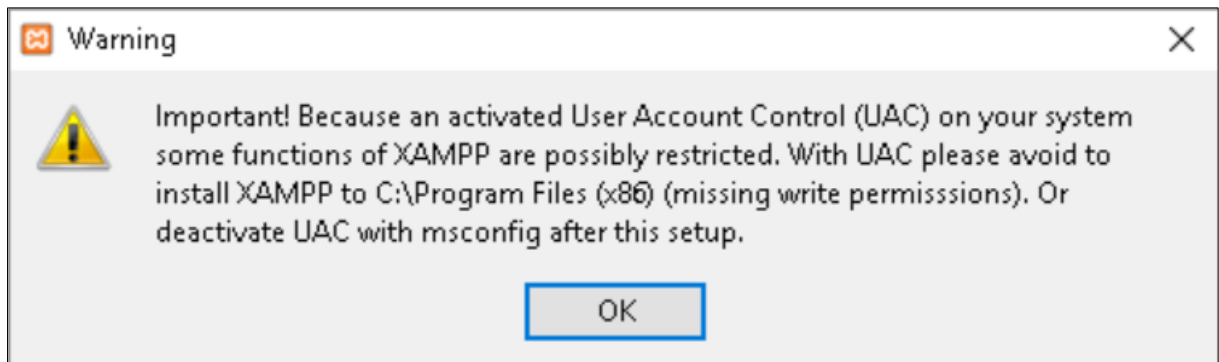 Warning
Important! Because an activated User Account Control (UAC) on your system
some functions of XAMPP are possibly restricted. With UAC please avoid to
install XAMPP to C:\Program Files (x86) (missing write permisssions). Or
deactivate UAC with msconfig after this setup.
OK